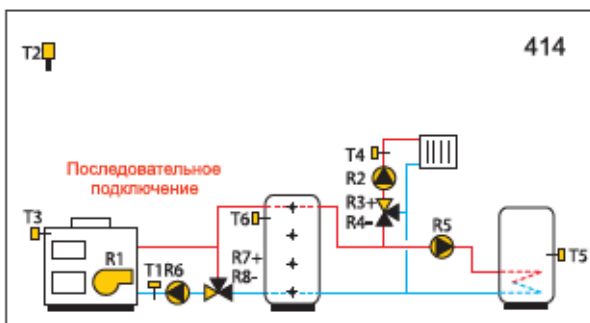 414
T2
Последовательное
подключение
T4
R2
R3+
R4-
T3
T6
R5
R1
T1R6
R7+
R8-
T5